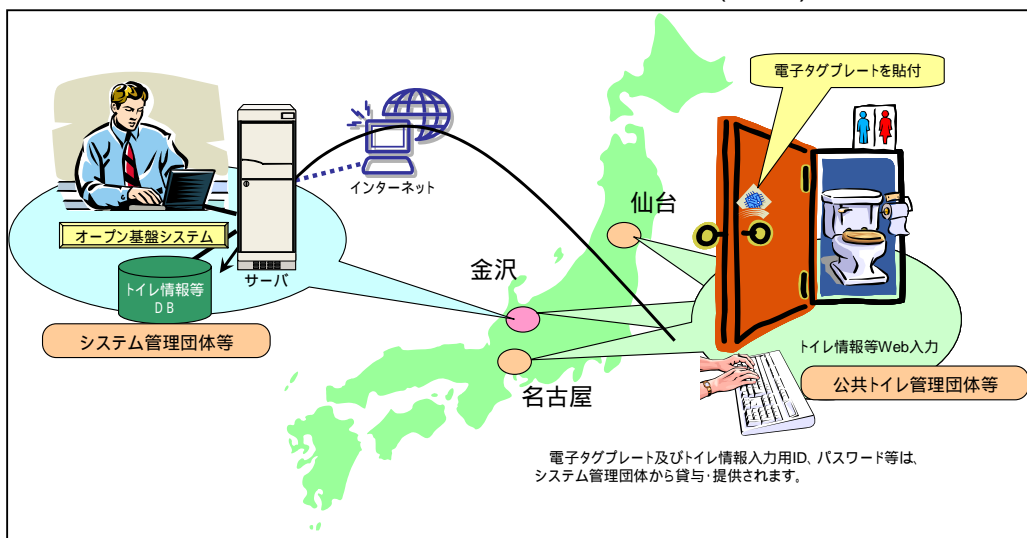 電子タグプレートを貼付
インターネット
仙台
オープン基盤システム
サーバ
金沢
トイレ情報等
DB
システム管理団体等
トイレ情報等Web入力
公共トイレ管理団体等
名古屋
電子タグプレート及びトイレ情報入力用ID、パスワード等は、
システム管理団体から貸与・提供されます。